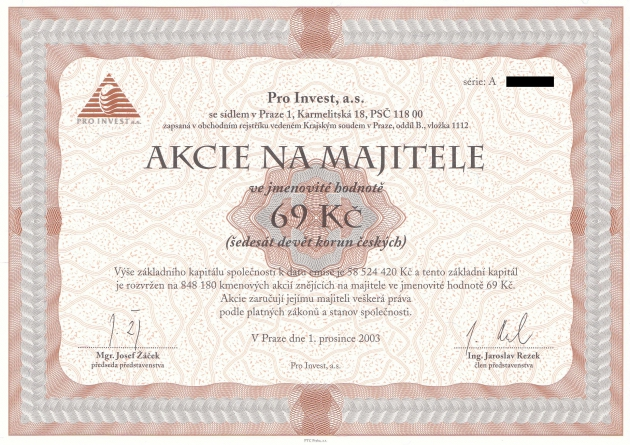 série: A -
PRO INVEST a.s.
Pro Invest, a.s.
se sídlem v Praze 1, Karmelitská 18, PSČ 118 00
zapsaná v obchodním rejstříku vedeném Krajským soudem v Praze, oddíl B., vložka 1112
AKCIE NA MAJITELE
ve jmenovité hodnotě
69 Kč
(šedesát devět korun českých)
Výše základního kapitálu společnosti k datu emise je 58 524 420 Kč a tento základní kapitál
je rozvržen na 848 180 kmenových akcií znějících na majitele ve jmenovité hodnotě 69 Kč.
Akcie zaručují jejímu majiteli veškerá práva
podle platných zákonů a stanov společnosti.
V Praze dne 1. prosince 2003
Mgr. Josef Žáček
předseda představenstva
Ing. Jaroslav Rezek
člen představenstva
Pro Invest, a.s.